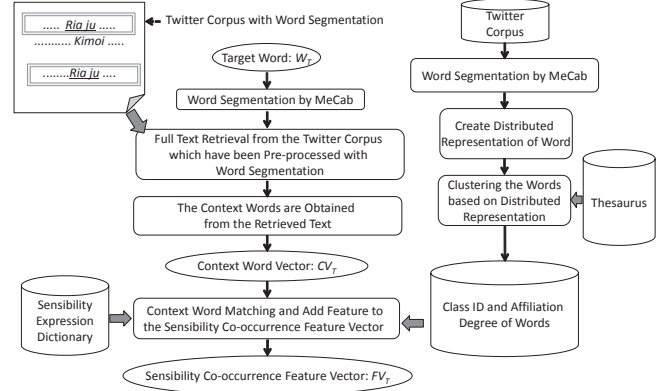 ..... Ria ju ....
........... Kimoi .....
........Ria ju ....
Twitter Corpus with Word Segmentation
Target Word: W_T
Word Segmentation by MeCab
Full Text Retrieval from the Twitter Corpus
which have been Pre-processed with
Word Segmentation
The Context Words are Obtained
from the Retrieved Text
Context Word Vector: CV_T
Sensibility
Expression
Dictionary
Context Word Matching and Add Feature to
the Sensibility Co-occurrence Feature Vector
Sensibility Co-occurrence Feature Vector: FV_T
Twitter
Corpus
Word Segmentation by MeCab
Create Distributed
Representation of Word
Clustering the Words
based on Distributed
Representation
Thesaurus
Class ID and Affiliation
Degree of Words